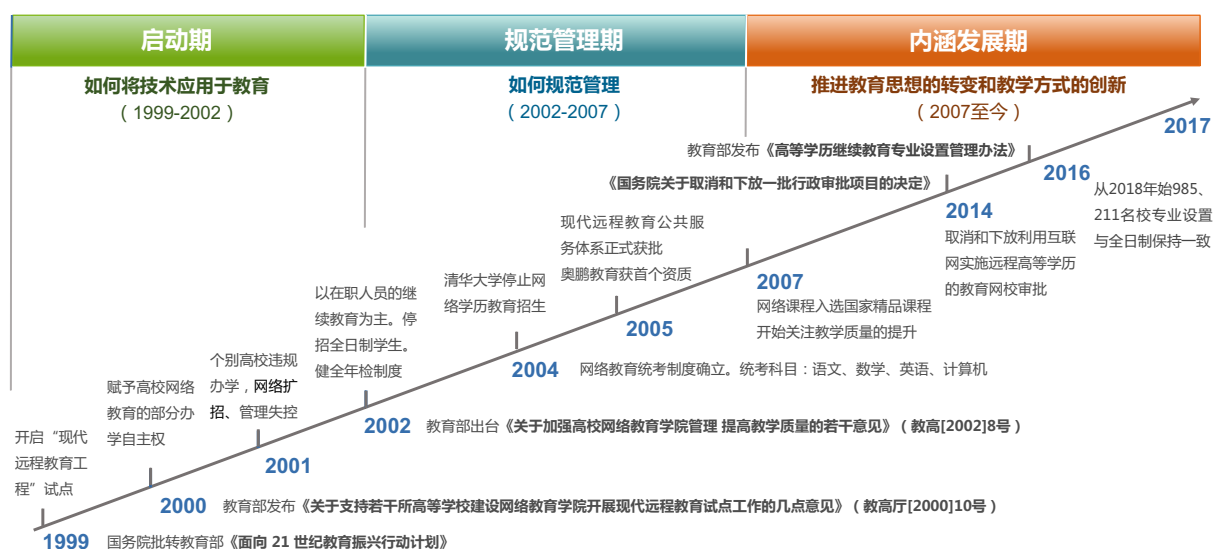 启动期
规范管理期
内涵发展期
如何将技术应用于教育
（1999-2002）
如何规范管理
（2002-2007）
推进教育思想的转变和教学方式的创新
（2007至今）
2017
从2018年始985、
211名校专业设置
与全日制保持一致
教育部发布《高等学历继续教育专业设置管理办法》
2016
《国务院关于取消和下放一批行政审批项目的决定》
2014
取消和下放利用互联
网实施远程高等学历
的教育网校审批
2007
网络课程入选国家精品课程
开始关注教学质量的提升
现代远程教育公共服
务体系正式获批
奥鹏教育获首个资质
2005
清华大学停止网
络学历教育招生
2004
网络教育统考制度确立。统考科目：语文、数学、英语、计算机
以在职人员的继
续教育为主。停
招全日制学生。
健全年检制度
2002
教育部出台《关于加强高校网络教育学院管理 提高教学质量的若干意见》（教高[2002]8号）
个别高校违规
办学，网络扩
招、管理失控
2001
赋予高校网络
教育的部分办
学自主权
2000
教育部发布《关于支持若干所高等学校建设网络教育学院开展现代远程教育试点工作的几点意见》（教高厅[2000]10号）
开启“现代
远程教育工
程”试点
1999
国务院批转教育部《面向 21 世纪教育振兴行动计划》